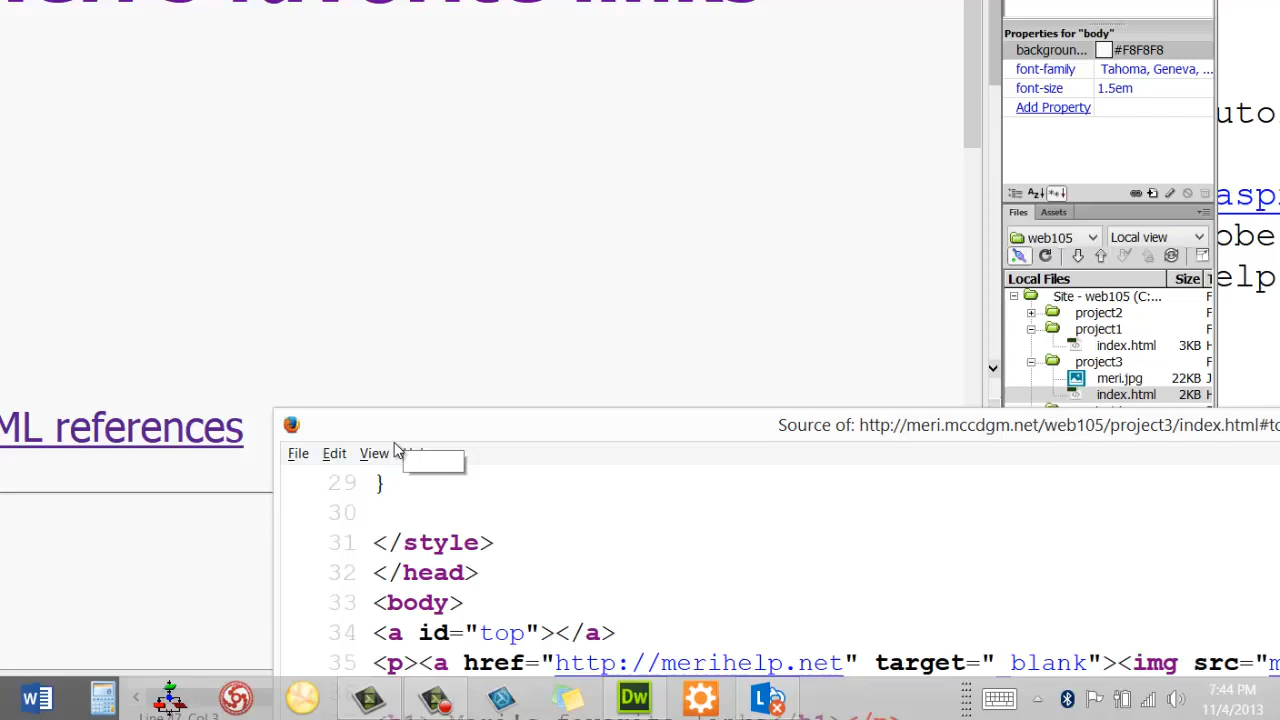 favorite links
Properties for "body"
backgroun... #F8F8F8
font-family Tahoma, Geneva, ...
font-size 1.5em
Add Property
Files Assets
web105 Local view
Local Files Size
Site - web105 (C:...
project2
project1
index.html 3KB
project3
meri.jpg 22KB
index.html 2KB
uto
asp
obe
elp
ML references
Source of: http://meri.mccdgm.net/web105/project3/index.html#to
File Edit View
29 }
30
31 </style>
32 </head>
33 <body>
34 <a id="top"></a>
35 <p><a href="http://merihelp.net" target="_blank"><img src="m
Dw
7:44 PM
11/4/2013